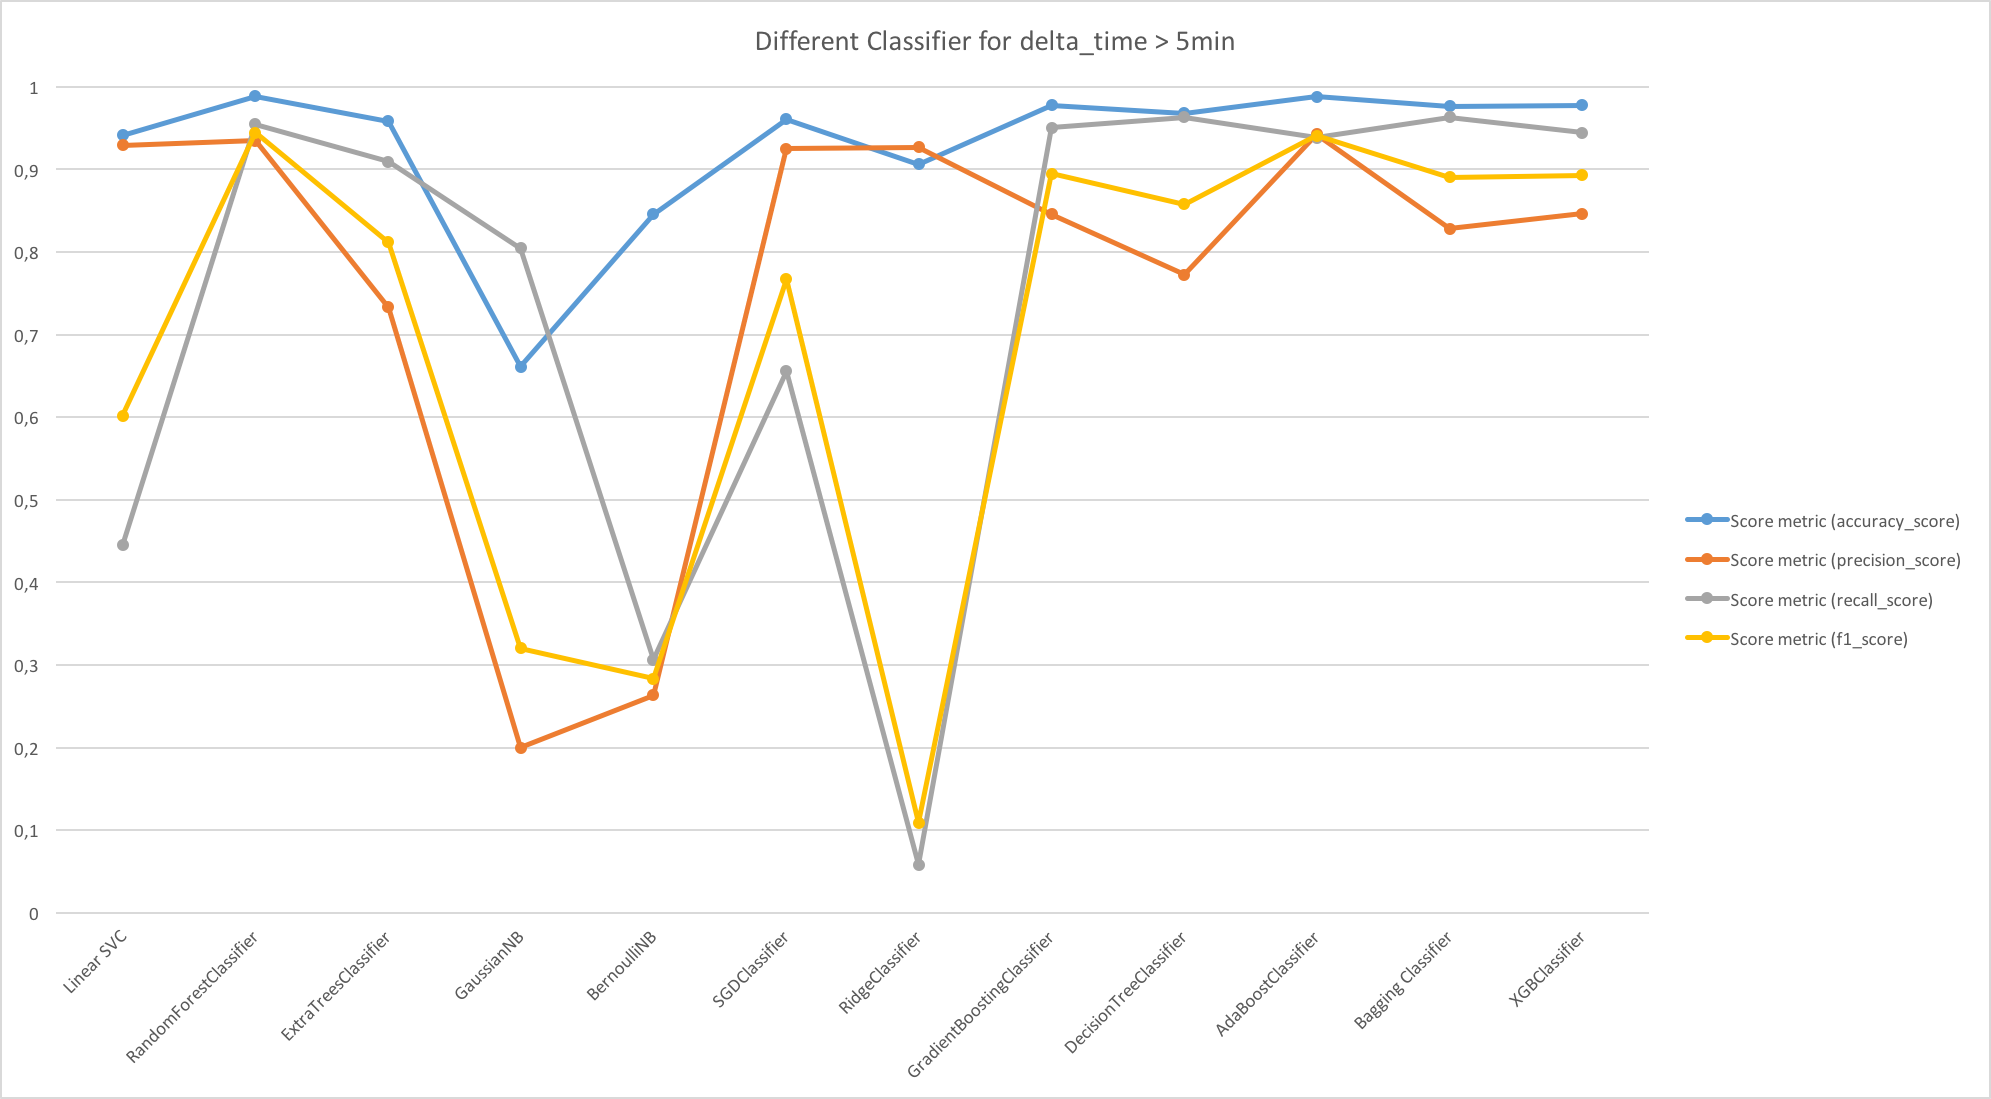 Different Classifier for delta_time > 5min
1
0,9
0,8
0,7
0,6
0,5
0,4
0,3
0,2
0,1
0
Linear SVC
RandomForestClassifier
ExtraTreesClassifier
GaussianNB
BernoulliNB
SGDClassifier
RidgeClassifier
GradientBoostingClassifier
DecisionTreeClassifier
AdaBoostClassifier
Bagging Classifier
XGBClassifier
Score metric (accuracy_score)
Score metric (precision_score)
Score metric (recall_score)
Score metric (f1_score)